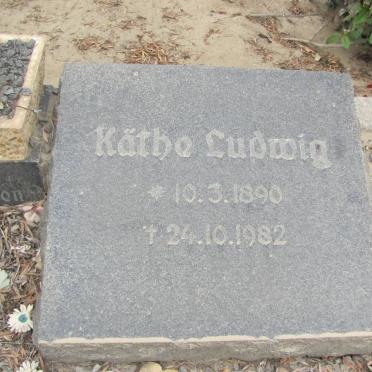 Käthe Ludwig
* 10.3.1890
† 24.10.1982